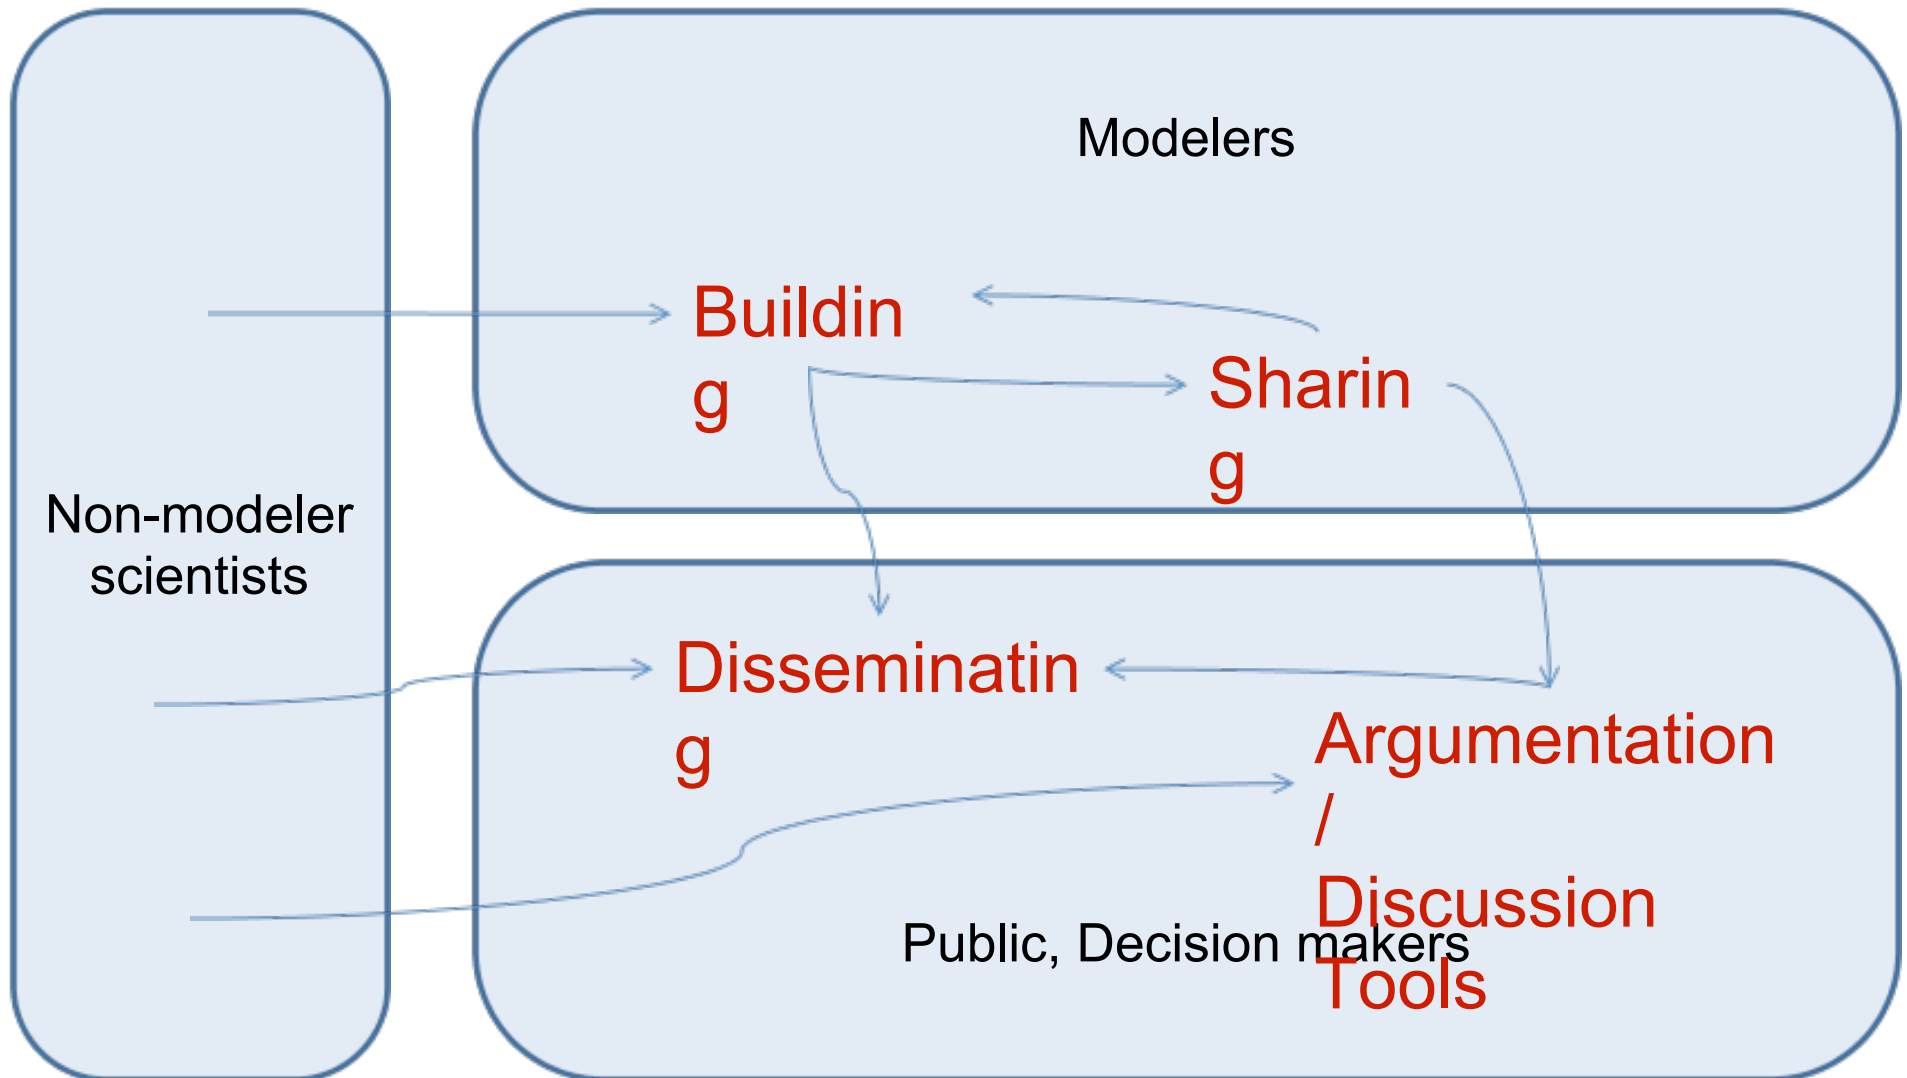 Modelers
Buildin
g
Sharin
g
Non-modeler
scientists
Disseminatin
g
Argumentation
/
Discussion
Tools
Public, Decision makers